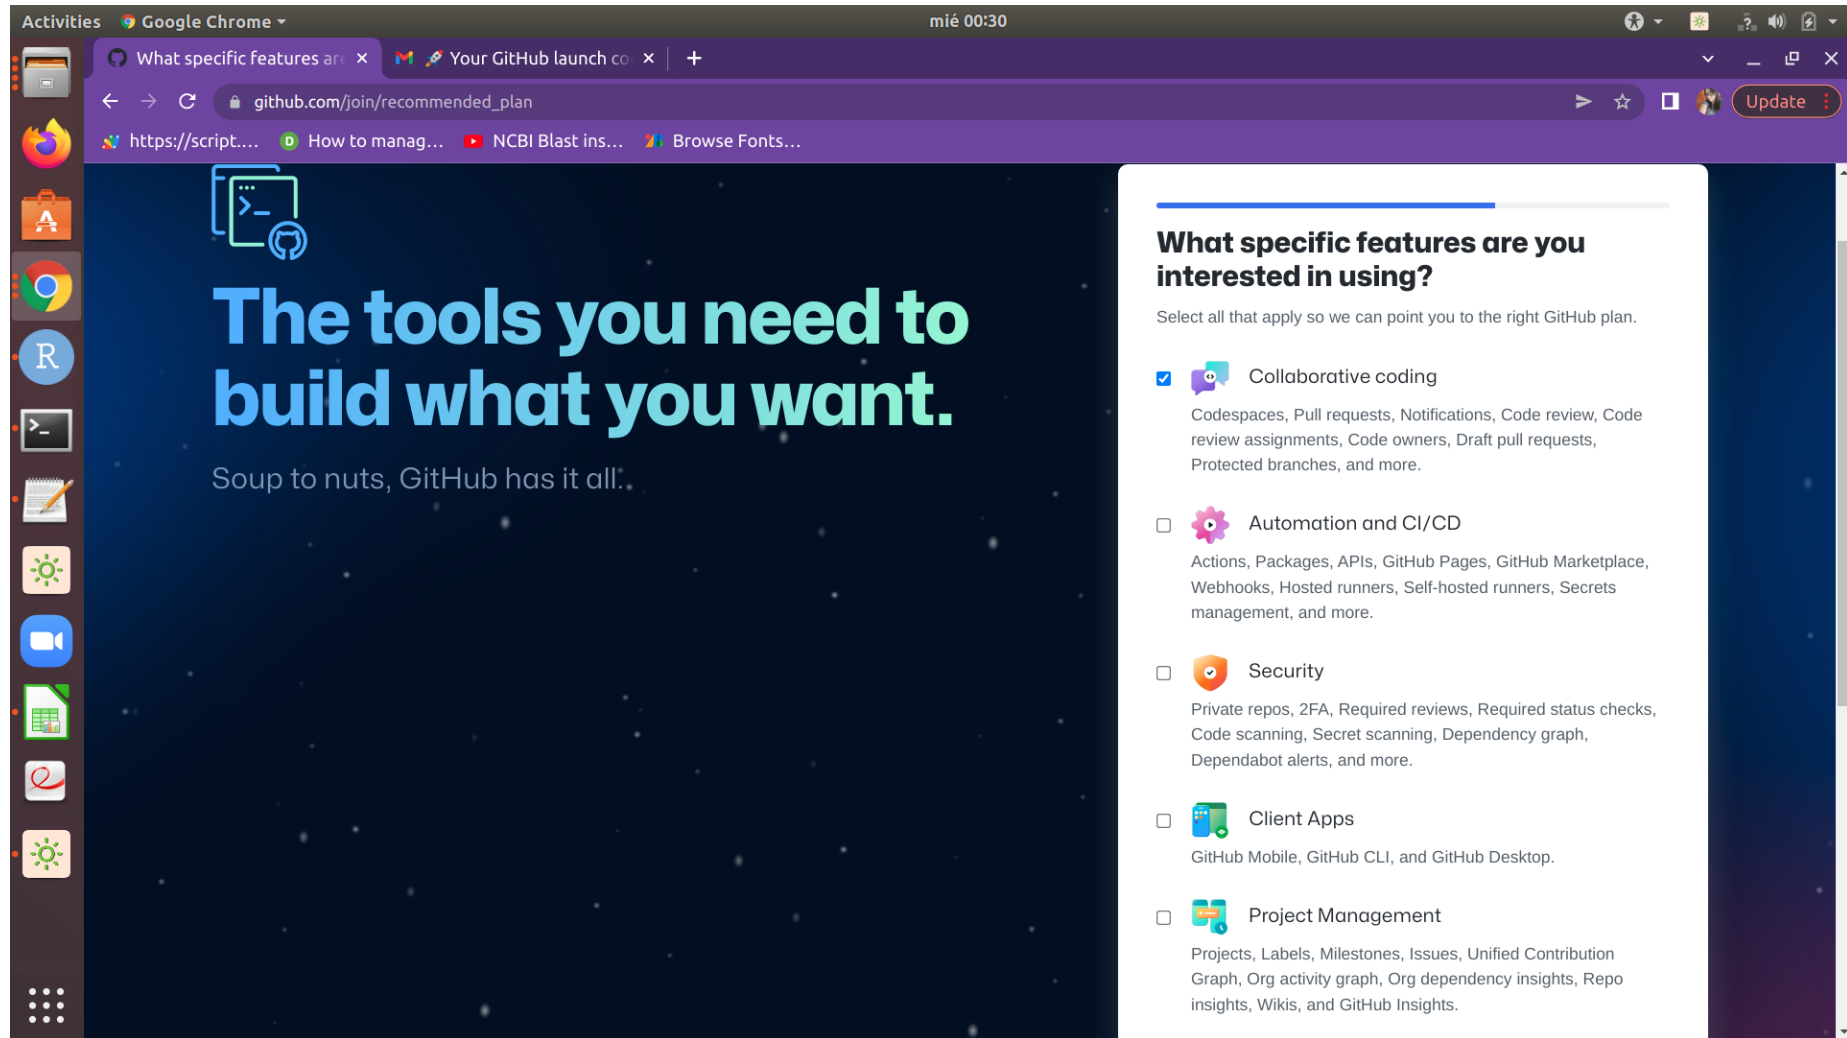 Activities
Google Chrome
mié 00:30
What specific features are
Your GitHub launch co
github.com/join/recommended_plan
Update
https://script....
How to manag...
NCBI Blast ins...
Browse Fonts...
The tools you need to
build what you want.
Soup to nuts, GitHub has it all.
What specific features are you
interested in using?
Select all that apply so we can point you to the right GitHub plan.
Collaborative coding
Codespaces, Pull requests, Notifications, Code review, Code
review assignments, Code owners, Draft pull requests,
Protected branches, and more.
Automation and CI/CD
Actions, Packages, APIs, GitHub Pages, GitHub Marketplace,
Webhooks, Hosted runners, Self-hosted runners, Secrets
management, and more.
Security
Private repos, 2FA, Required reviews, Required status checks,
Code scanning, Secret scanning, Dependency graph,
Dependabot alerts, and more.
Client Apps
GitHub Mobile, GitHub CLI, and GitHub Desktop.
Project Management
Projects, Labels, Milestones, Issues, Unified Contribution
Graph, Org activity graph, Org dependency insights, Repo
insights, Wikis, and GitHub Insights.